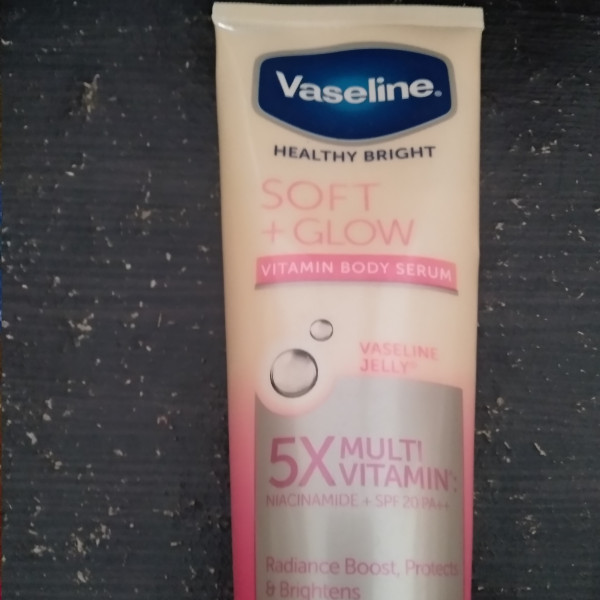 Vaseline®
HEALTHY BRIGHT
SOFT
+ GLOW
VITAMIN BODY SERUM
VASELINE
JELLY
5X MULTI
VITAMIN
NIACINAMIDE + SPF 20 PA++
Radiance Boost, Protects
& Brightens